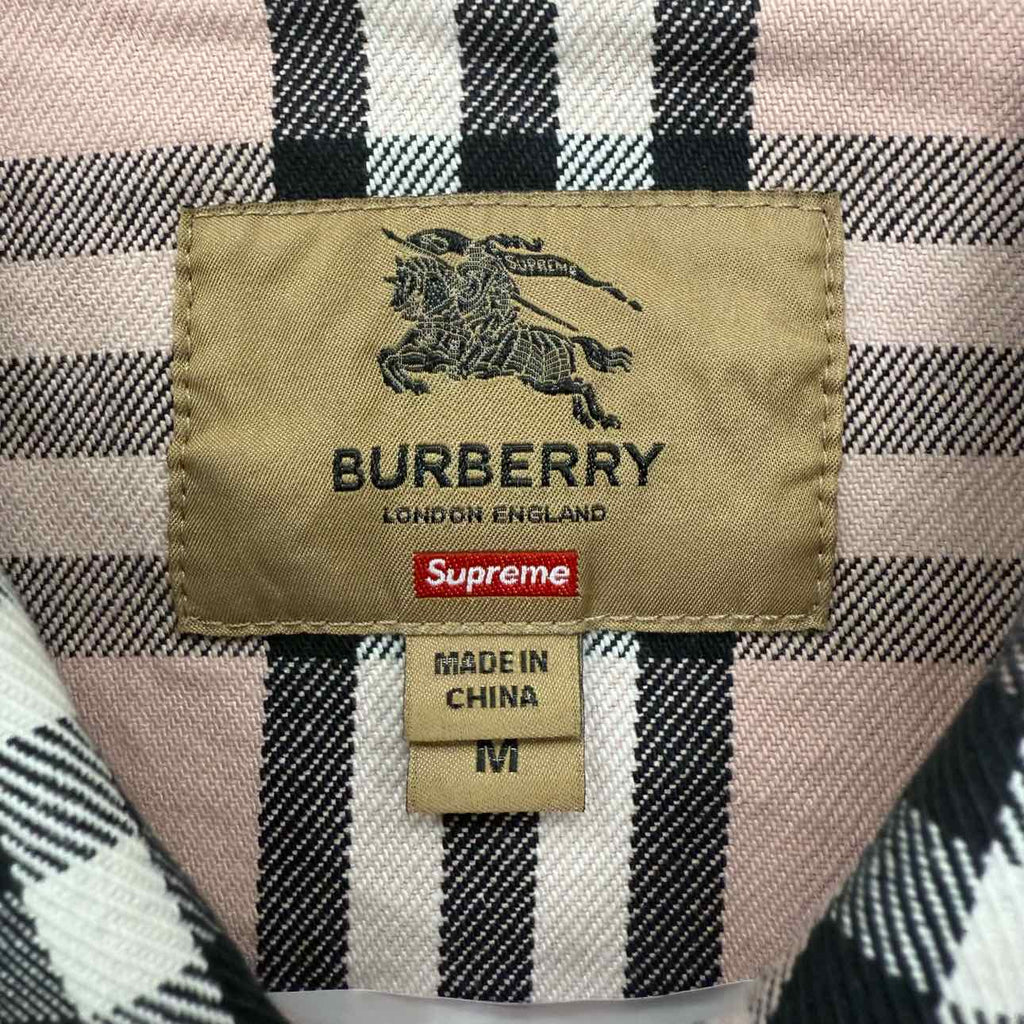 SUPREME
BURBERRY
LONDON ENGLAND
Supreme
MADE IN
CHINA
M